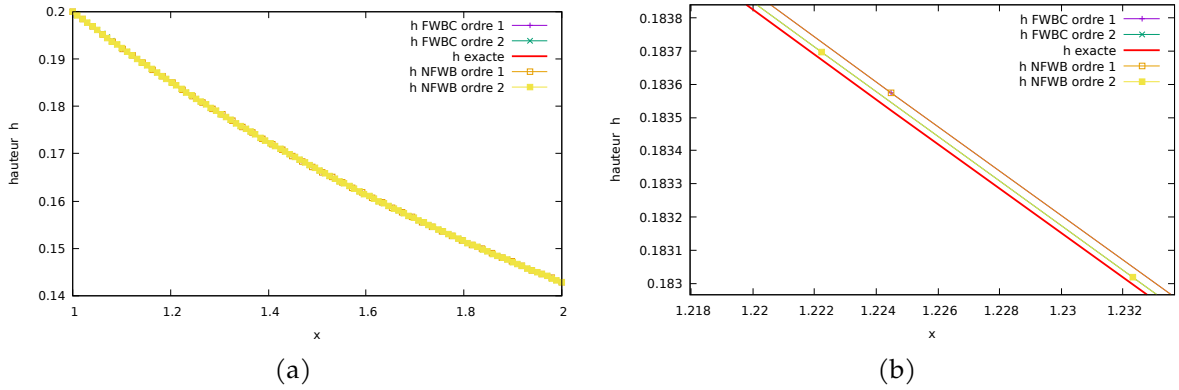 0.2
0.19
0.18
0.17
0.16
0.15
0.14
1
1.2
1.4
1.6
1.8
2
hauteur h
x
h FWBC ordre 1
h FWBC ordre 2
h exacte
h NFWB ordre 1
h NFWB ordre 2
(a)
0.1838
0.1837
0.1836
0.1835
0.1834
0.1833
0.1832
0.1831
0.183
1.218
1.22
1.222
1.224
1.226
1.228
1.23
1.232
hauteur h
x
h FWBC ordre 1
h FWBC ordre 2
h exacte
h NFWB ordre 1
h NFWB ordre 2
(b)